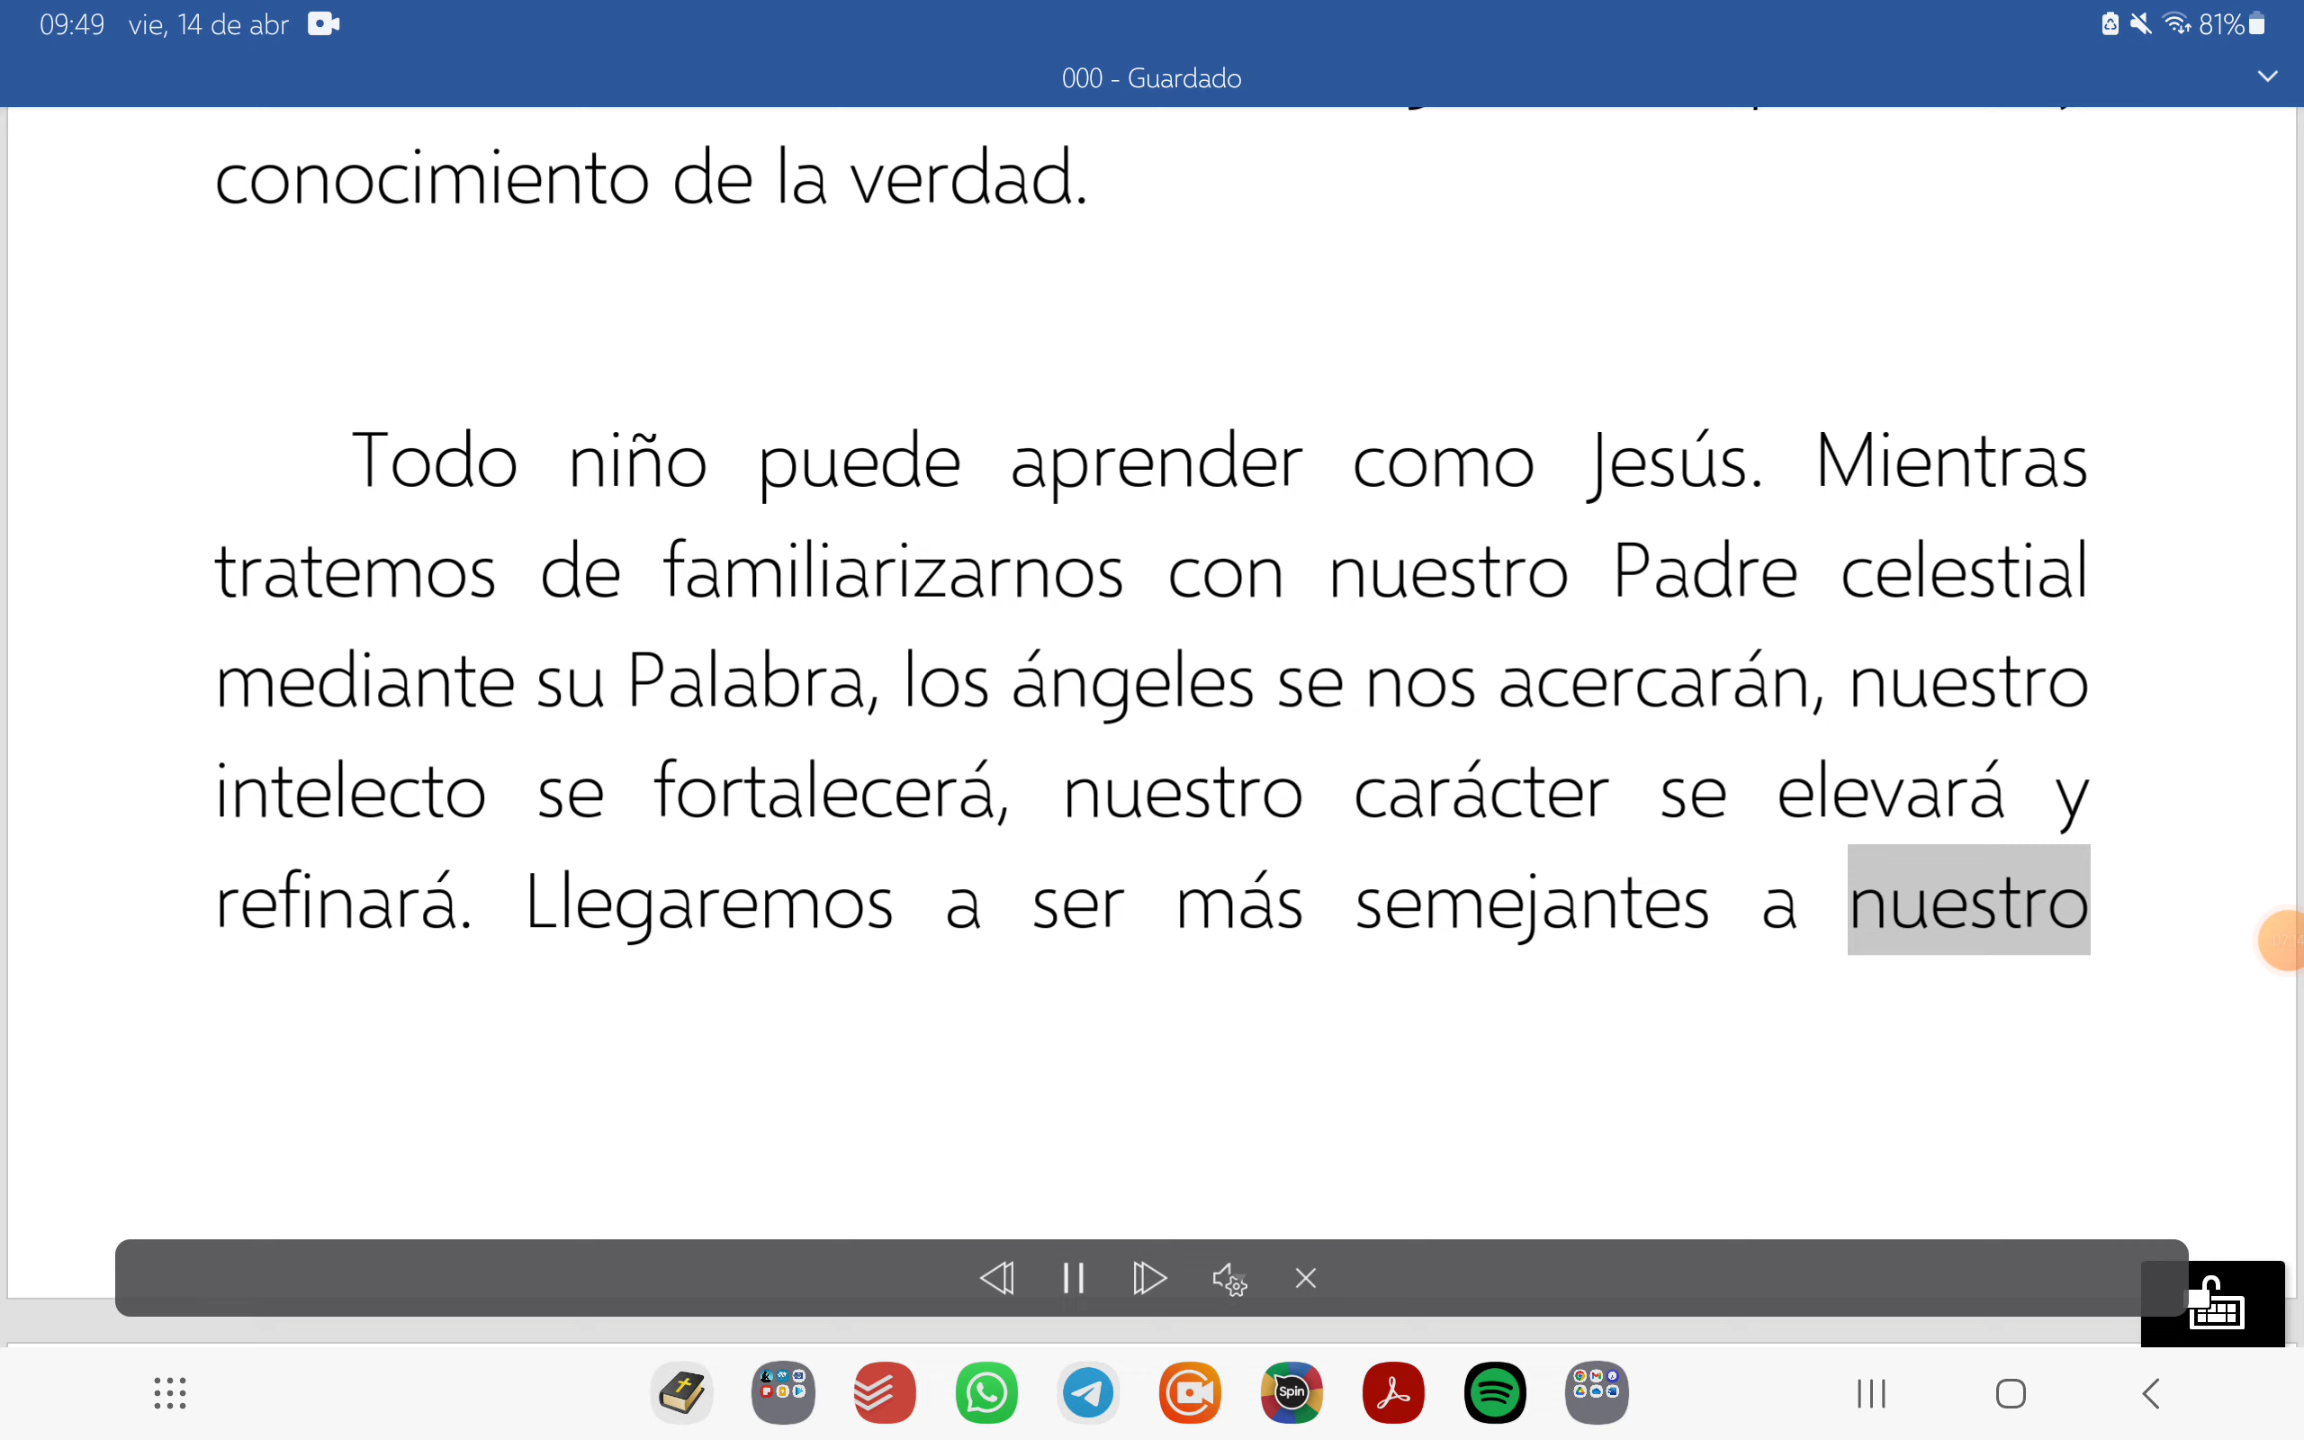 09:49 vie, 14 de abr
81%
000 - Guardado
conocimiento de la verdad.
Todo niño puede aprender como Jesús. Mientras
tratemos de familiarizarnos con nuestro Padre celestial
mediante su Palabra, los ángeles se nos acercarán, nuestro
intelecto se fortalecerá, nuestro carácter se elevará y
refinará. Llegaremos a ser más semejantes a nuestro
Spin